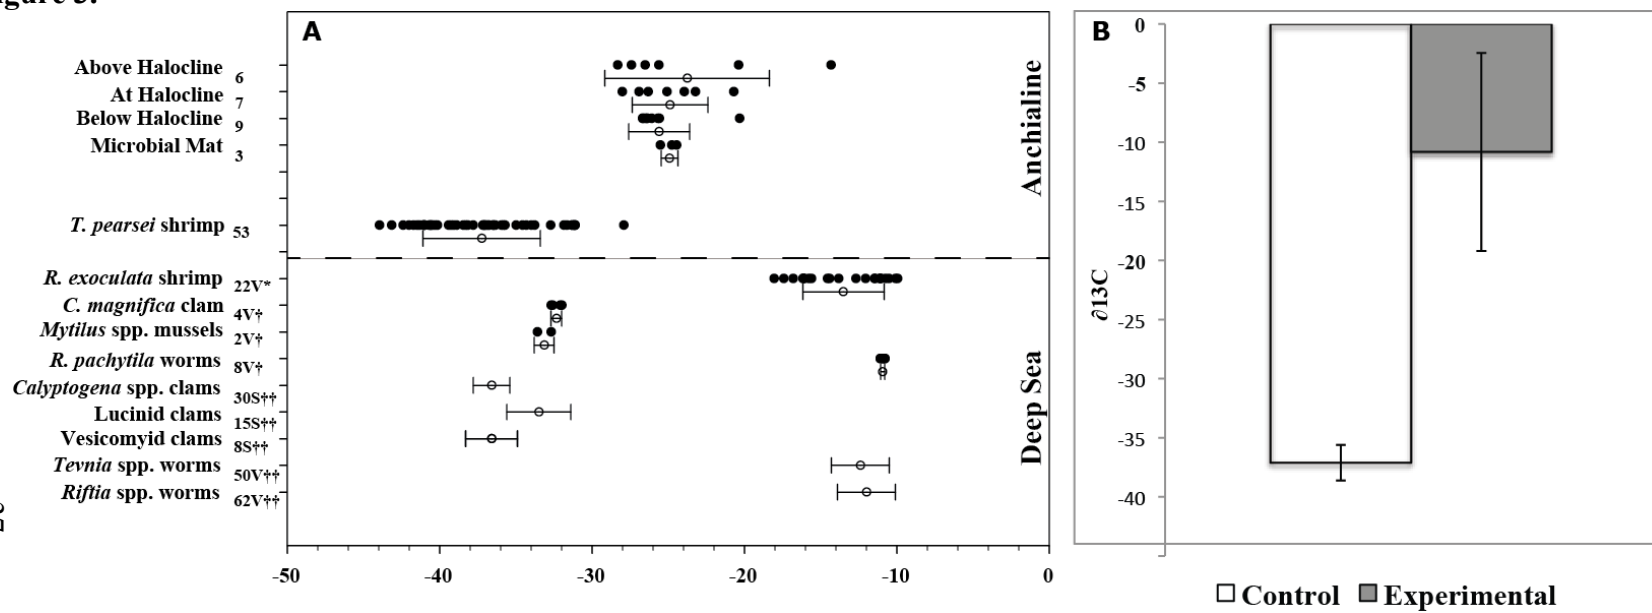 A
Above Halocline 6
At Halocline 7
Below Halocline 9
Microbial Mat 3
T. pearsei shrimp 53
Anchialine
R. exoculata shrimp 22V*
C. magnifica clam 4V†
Mytilus spp. mussels 2V†
R. pachytila worms 8V†
Calyptogena spp. clams 30S††
Lucinid clams 15S††
Vesicomyid clams 8S††
Tevnia spp. worms 50V††
Riftia spp. worms 62V††
Deep Sea
-50 -40 -30 -20 -10 0
B
0
-5
-10
-15
-20
-25
-30
-35
-40
∂13C
Control Experimental